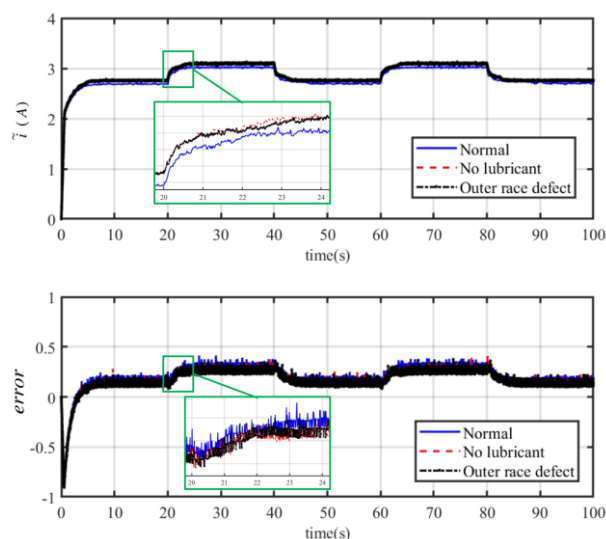 4
3
2
1
0
ĩ (A)
20 21 22 23 24
Normal
No lubricant
Outer race defect
0 10 20 30 40 50 60 70 80 90 100
time(s)
1
0.5
0
-0.5
-1
error
20 21 22 23 24
Normal
No lubricant
Outer race defect
0 10 20 30 40 50 60 70 80 90 100
time(s)